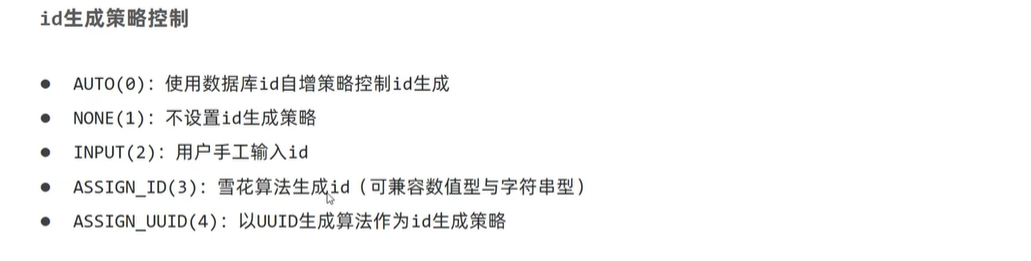 id生成策略控制
● AUTO(0): 使用数据库id自增策略控制id生成
● NONE(1): 不设置id生成策略
● INPUT(2): 用户手工输入id
● ASSIGN_ID(3): 雪花算法生成id（可兼容数值型与字符串型）
● ASSIGN_UUID(4): 以UUID生成算法作为id生成策略